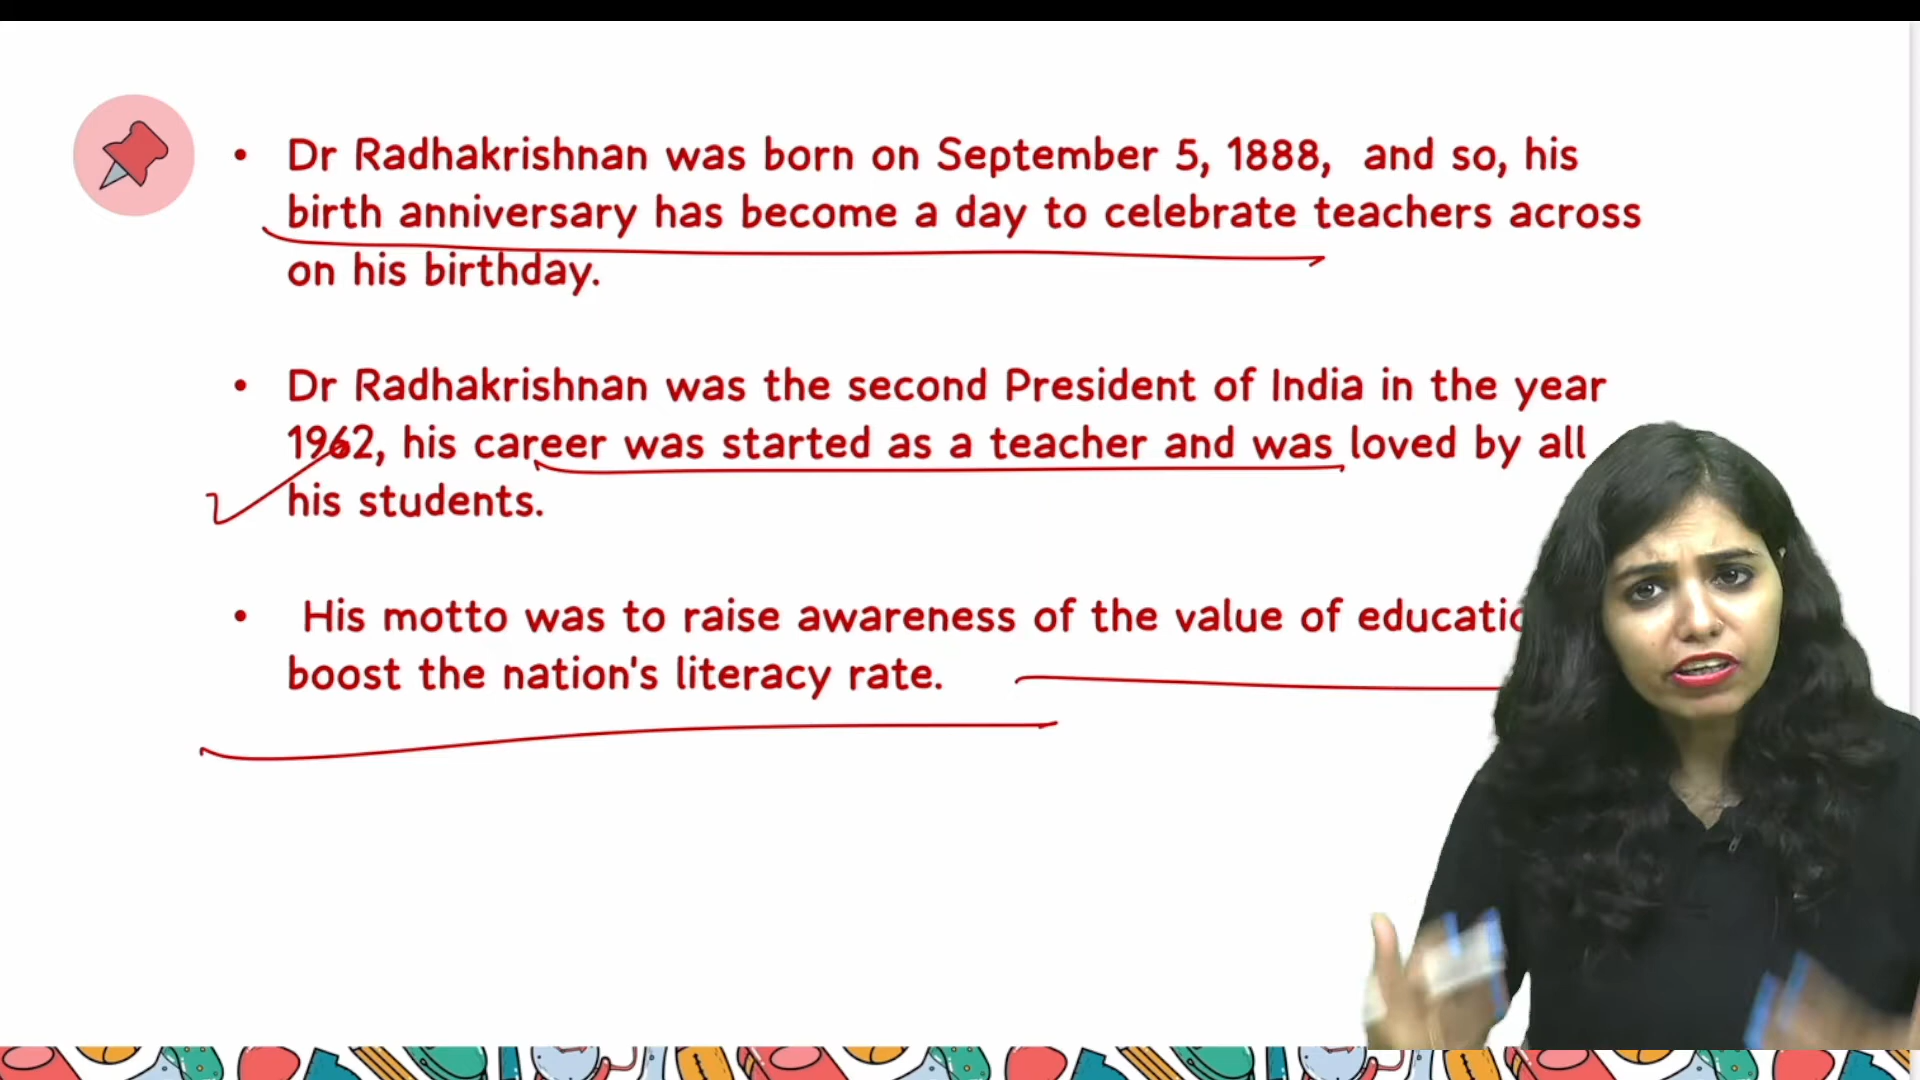 • Dr Radhakrishnan was born on September 5, 1888, and so, his
birth anniversary has become a day to celebrate teachers across
on his birthday.
• Dr Radhakrishnan was the second President of India in the year
1962, his career was started as a teacher and was loved by all
his students.
• His motto was to raise awareness of the value of
boost the nation's literacy rate.